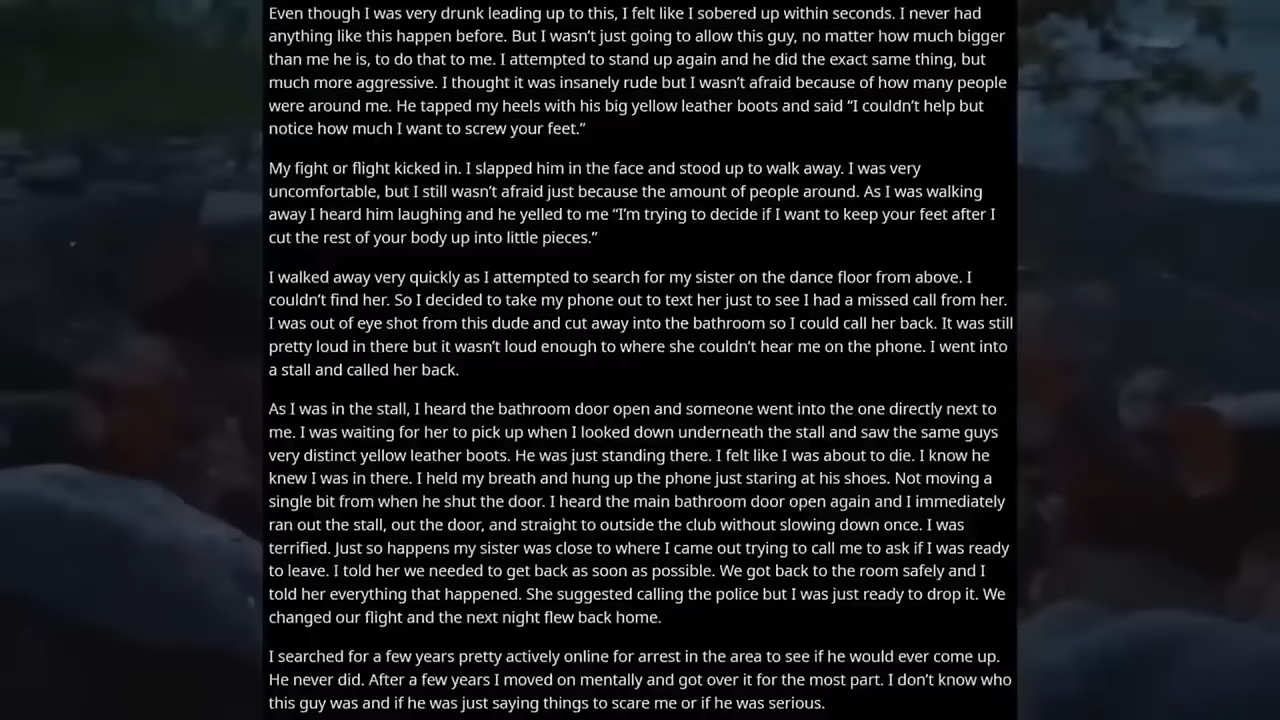 Even though I was very drunk leading up to this, I felt like I sobered up within seconds. I never had
anything like this happen before. But I wasn’t just going to allow this guy, no matter how much bigger
than me he is, to do that to me. I attempted to stand up again and he did the exact same thing, but
much more aggressive. I thought it was insanely rude but I wasn’t afraid because of how many people
were around me. He tapped my heels with his big yellow leather boots and said “I couldn’t help but
notice how much I want to screw your feet.”
My fight or flight kicked in. I slapped him in the face and stood up to walk away. I was very
uncomfortable, but I still wasn’t afraid just because the amount of people around. As I was walking
away I heard him laughing and he yelled to me “I’m trying to decide if I want to keep your feet after I
cut the rest of your body up into little pieces.”
I walked away very quickly as I attempted to search for my sister on the dance floor from above. I
couldn’t find her. So I decided to take my phone out to text her just to see I had a missed call from her.
I was out of eye shot from this dude and cut away into the bathroom so I could call her back. It was still
pretty loud in there but it wasn’t loud enough to where she couldn’t hear me on the phone. I went into
a stall and called her back.
As I was in the stall, I heard the bathroom door open and someone went into the one directly next to
me. I was waiting for her to pick up when I looked down underneath the stall and saw the same guys
very distinct yellow leather boots. He was just standing there. I felt like I was about to die. I know he
knew I was in there. I held my breath and hung up the phone just staring at his shoes. Not moving a
single bit from when he shut the door. I heard the main bathroom door open again and I immediately
ran out the stall, out the door, and straight to outside the club without slowing down once. I was
terrified. Just so happens my sister was close to where I came out trying to call me to ask if I was ready
to leave. I told her we needed to get back as soon as possible. We got back to the room safely and I
told her everything that happened. She suggested calling the police but I was just ready to drop it. We
changed our flight and the next night flew back home.
I searched for a few years pretty actively online for arrest in the area to see if he would ever come up.
He never did. After a few years I moved on mentally and got over it for the most part. I don’t know who
this guy was and if he was just saying things to scare me or if he was serious.